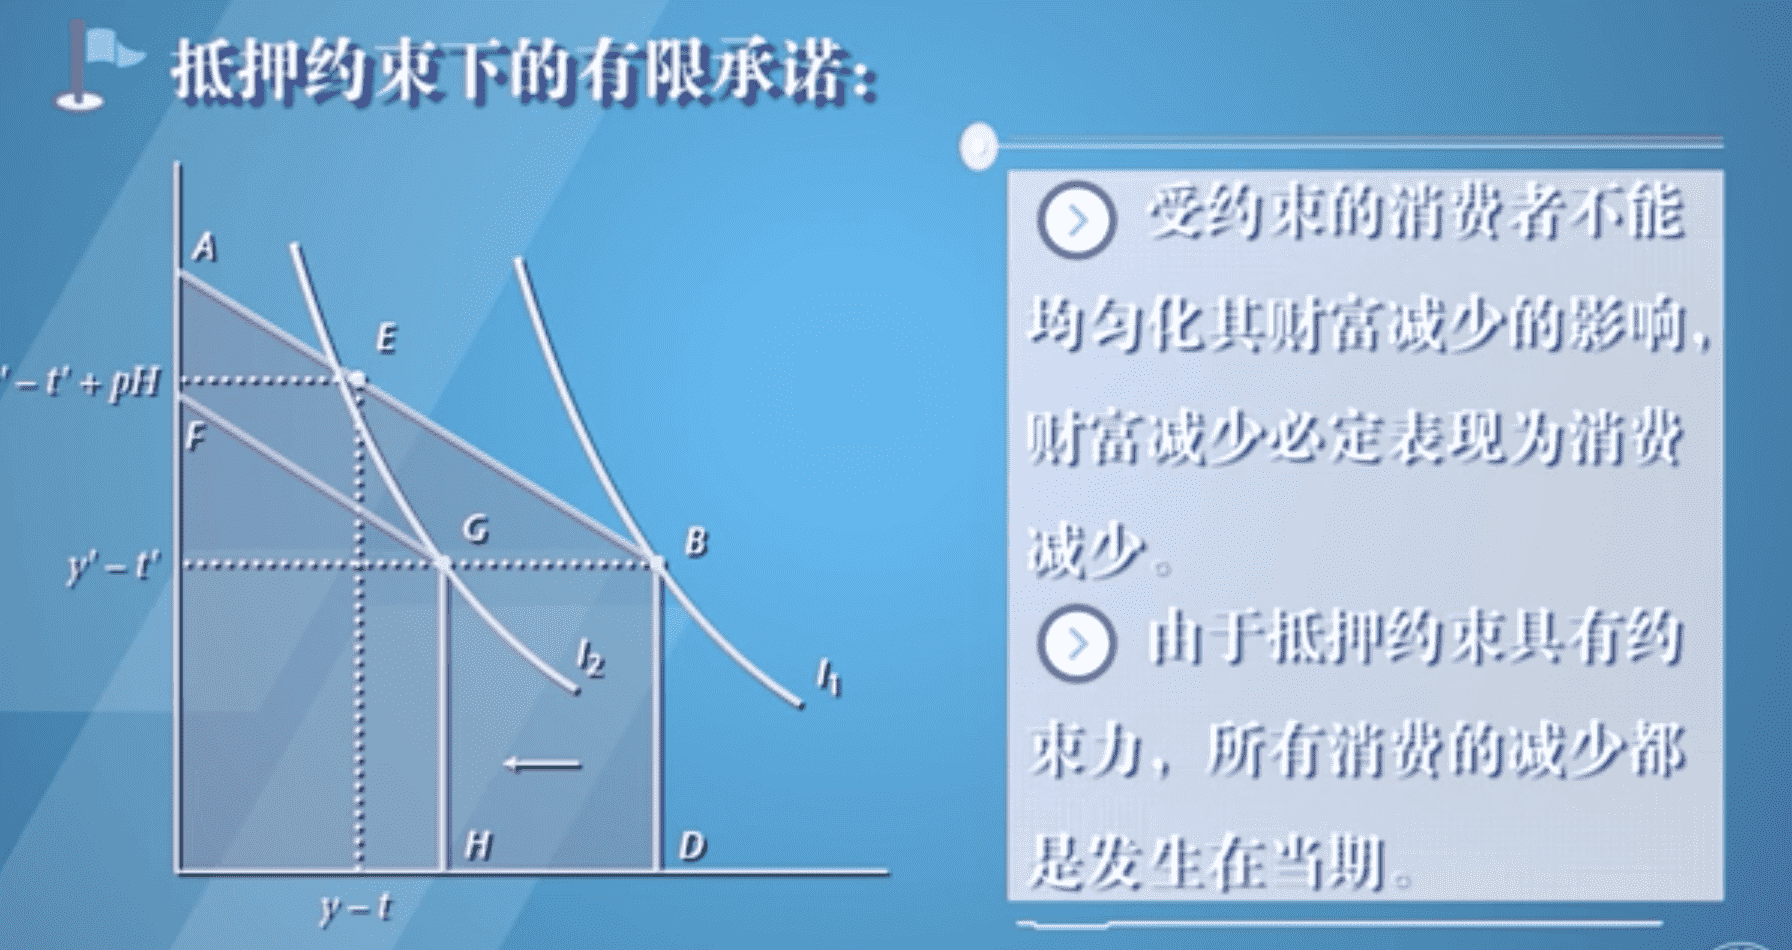 抵押约束下的有限承诺：
A
E
' – t' + pH
F
G
B
y' – t'
I₂
I₁
H
D
y – t
受约束的消费者不能
均匀化其财富减少的影响，
财富减少必定表现为消费
减少。
由于抵押约束具有约
束力，所有消费的减少都
是发生在当期。